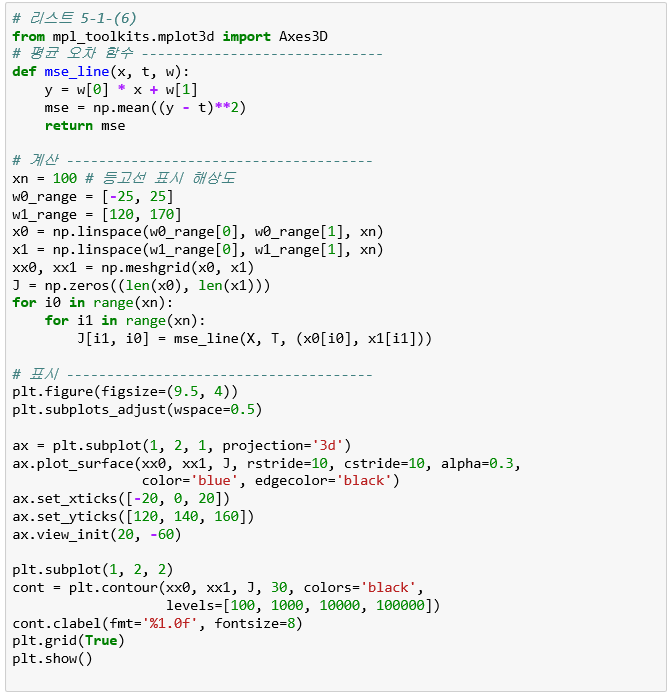 # 리스트 5-1-(6)
from mpl_toolkits.mplot3d import Axes3D
# 평균 오차 함수 ------------------------------
def mse_line(x, t, w):
    y = w[0] * x + w[1]
    mse = np.mean((y - t)**2)
    return mse

# 계산 --------------------------------------
xn = 100 # 등고선 표시 해상도
w0_range = [-25, 25]
w1_range = [120, 170]
x0 = np.linspace(w0_range[0], w0_range[1], xn)
x1 = np.linspace(w1_range[0], w1_range[1], xn)
xx0, xx1 = np.meshgrid(x0, x1)
J = np.zeros((len(x0), len(x1)))
for i0 in range(xn):
    for i1 in range(xn):
        J[i1, i0] = mse_line(X, T, (x0[i0], x1[i1]))

# 표시 --------------------------------------
plt.figure(figsize=(9.5, 4))
plt.subplots_adjust(wspace=0.5)

ax = plt.subplot(1, 2, 1, projection='3d')
ax.plot_surface(xx0, xx1, J, rstride=10, cstride=10, alpha=0.3,
                color='blue', edgecolor='black')
ax.set_xticks([-20, 0, 20])
ax.set_yticks([120, 140, 160])
ax.view_init(20, -60)

plt.subplot(1, 2, 2)
cont = plt.contour(xx0, xx1, J, 30, colors='black',
                   levels=[100, 1000, 10000, 100000])
cont.clabel(fmt='%1.0f', fontsize=8)
plt.grid(True)
plt.show()